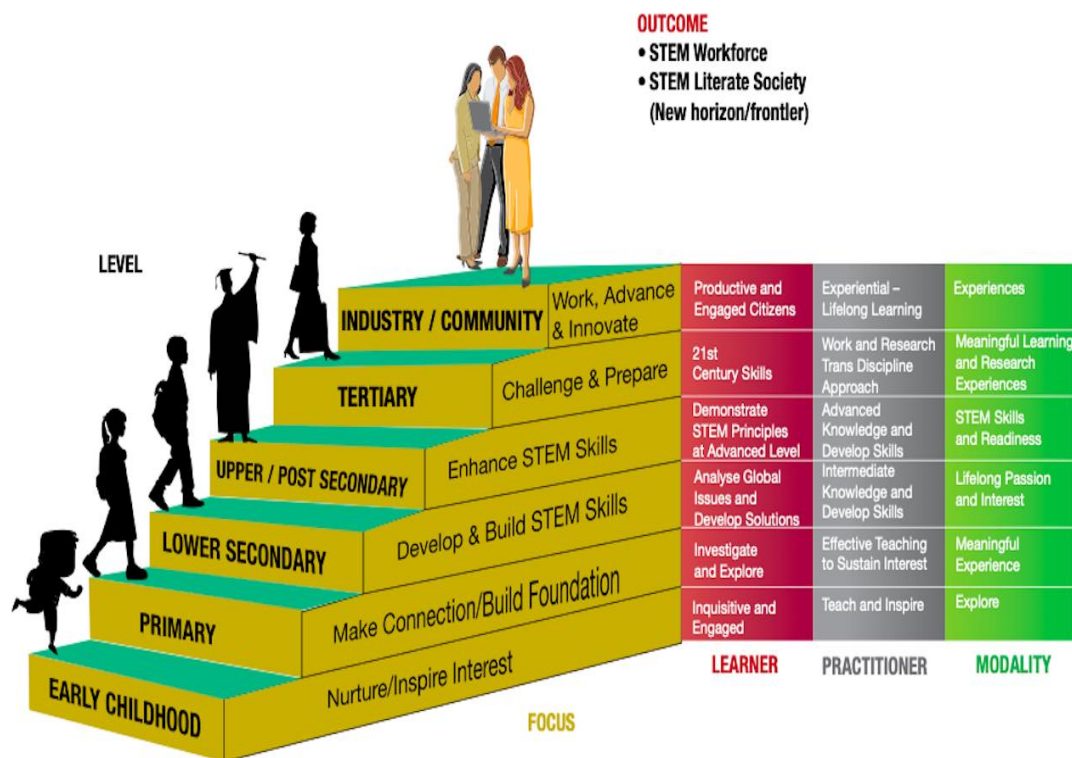 OUTCOME
• STEM Workforce
• STEM Literate Society
(New horizon/frontler)
LEVEL
INDUSTRY / COMMUNITY
Work, Advance
& Innovate
Productive and
Engaged Citizens
Experiential –
Lifelong Learning
Experiences
TERTIARY
Challenge & Prepare
21st
Century Skills
Work and Research
Trans Discipline
Approach
Meaningful Learning
and Research
Experiences
UPPER / POST SECONDARY
Enhance STEM Skills
Demonstrate
STEM Principles
at Advanced Level
Advanced
Knowledge and
Develop Skills
STEM Skills
and Readiness
LOWER SECONDARY
Develop & Build STEM Skills
Analyse Global
Issues and
Develop Solutions
Intermediate
Knowledge and
Develop Skills
Lifelong Passion
and Interest
PRIMARY
Make Connection/Build Foundation
Investigate
and Explore
Effective Teaching
to Sustain Interest
Meaningful
Experience
EARLY CHILDHOOD
Nurture/Inspire Interest
Inquisitive and
Engaged
Teach and Inspire
Explore
LEARNER
PRACTITIONER
MODALITY
FOCUS